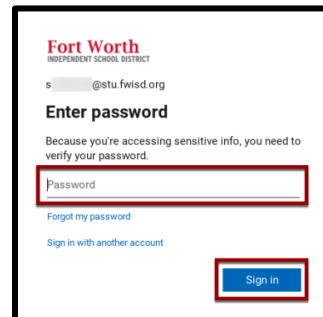 Fort Worth
INDEPENDENT SCHOOL DISTRICT
s @stu.fwisd.org
Enter password
Because you're accessing sensitive info, you need to
verify your password.
Password
Forgot my password
Sign in with another account
Sign in